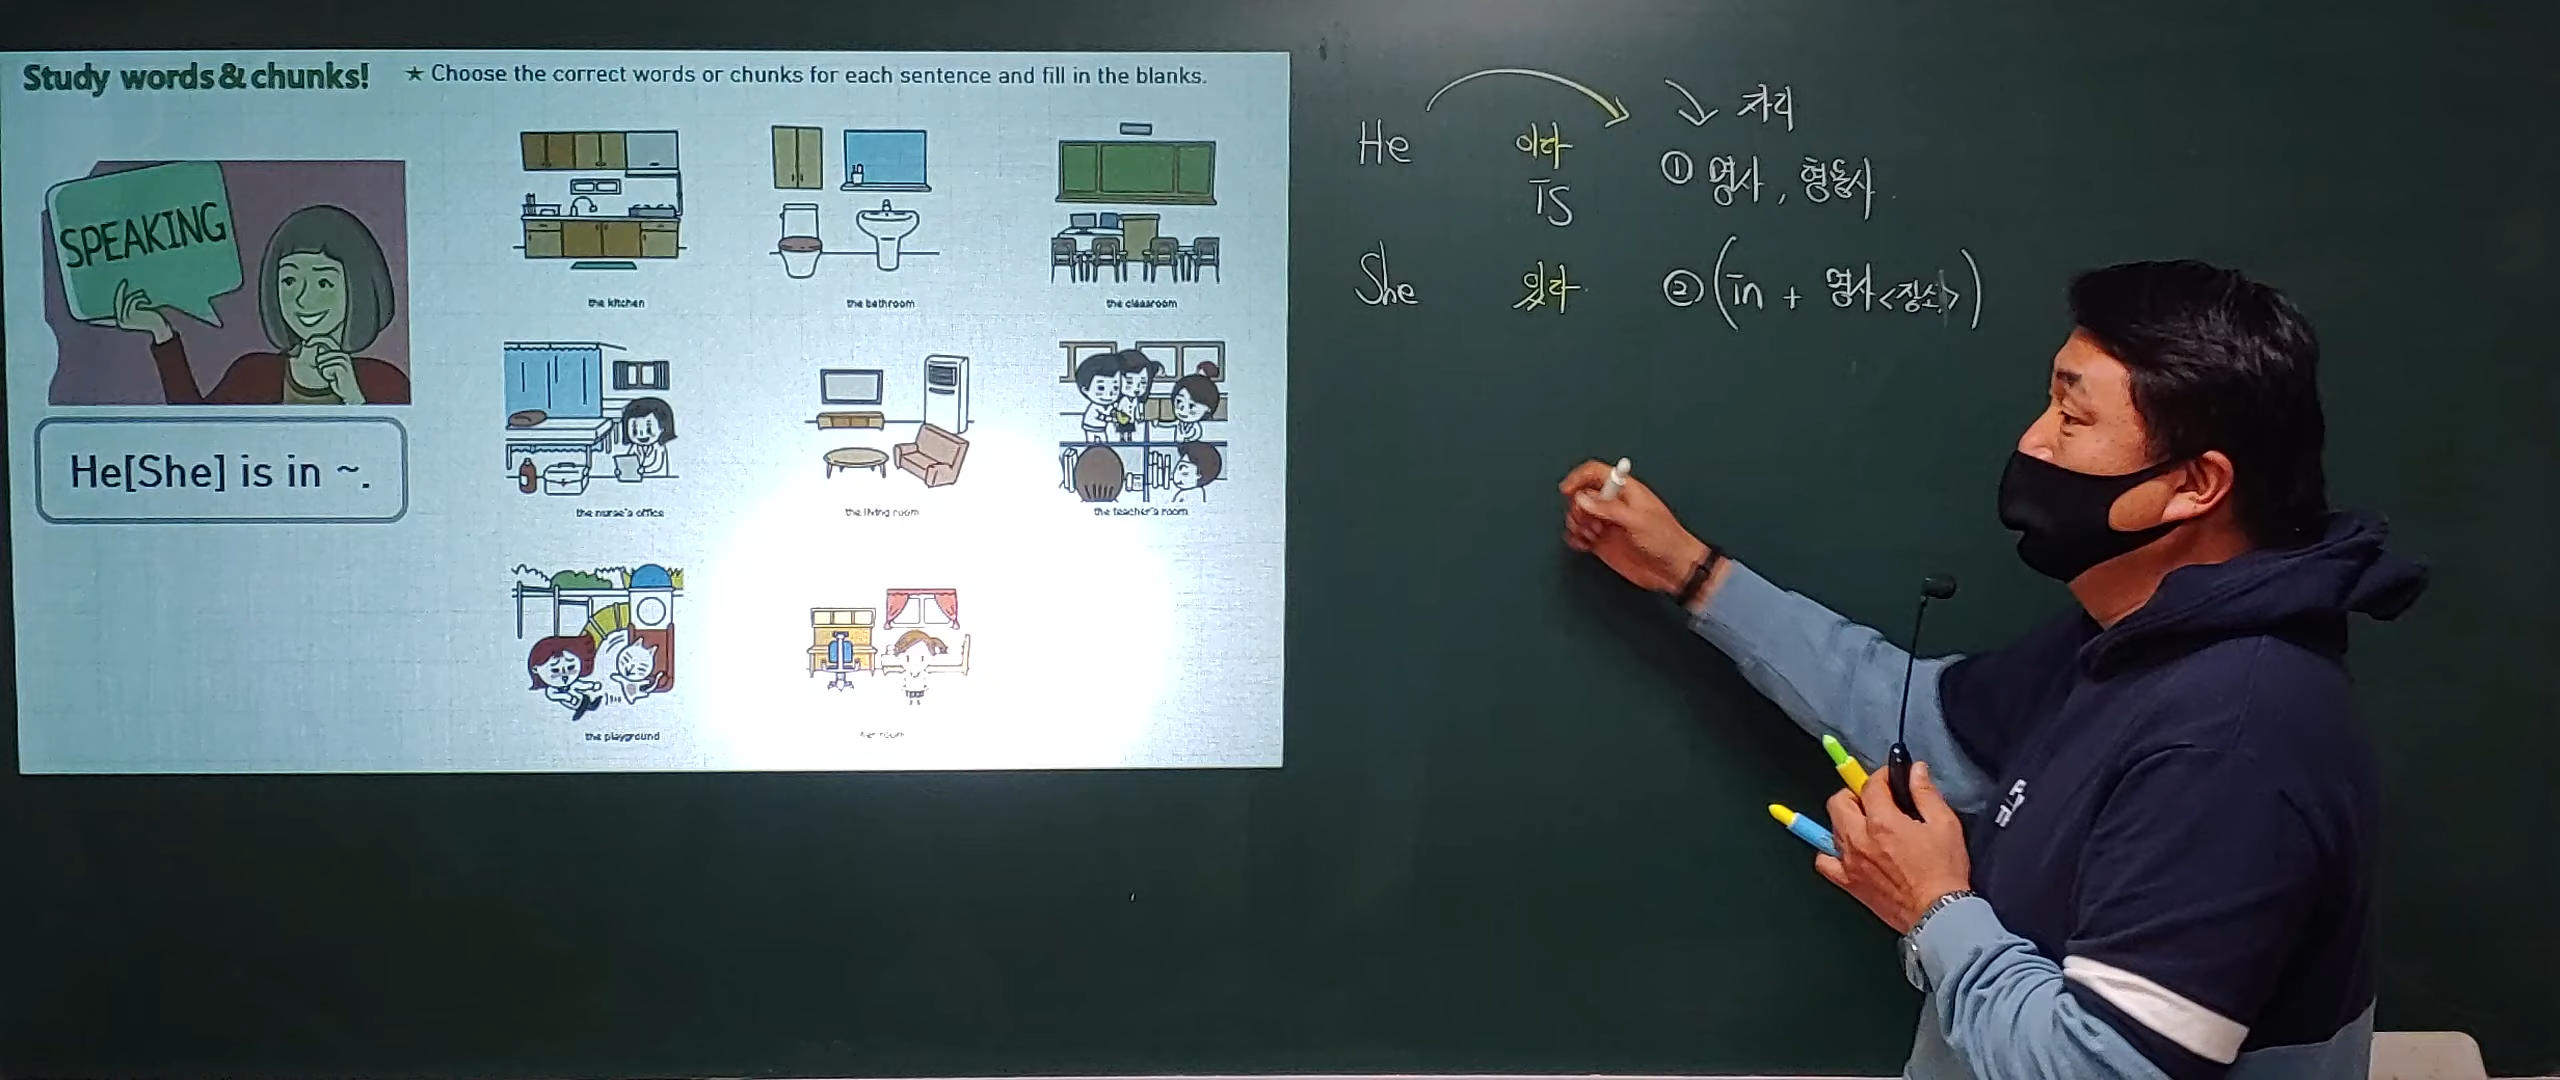 Study words & chunks! ★ Choose the correct words or chunks for each sentence and fill in the blanks.
SPEAKING
He[She] is in ~.
the kitchen
the bathroom
the classroom
the nurse's office
the living room
the teacher's room
the playground
her room
자리
He 이다 ① 명사, 형용사
is
She 있다 ② (in + 명사<장소>)